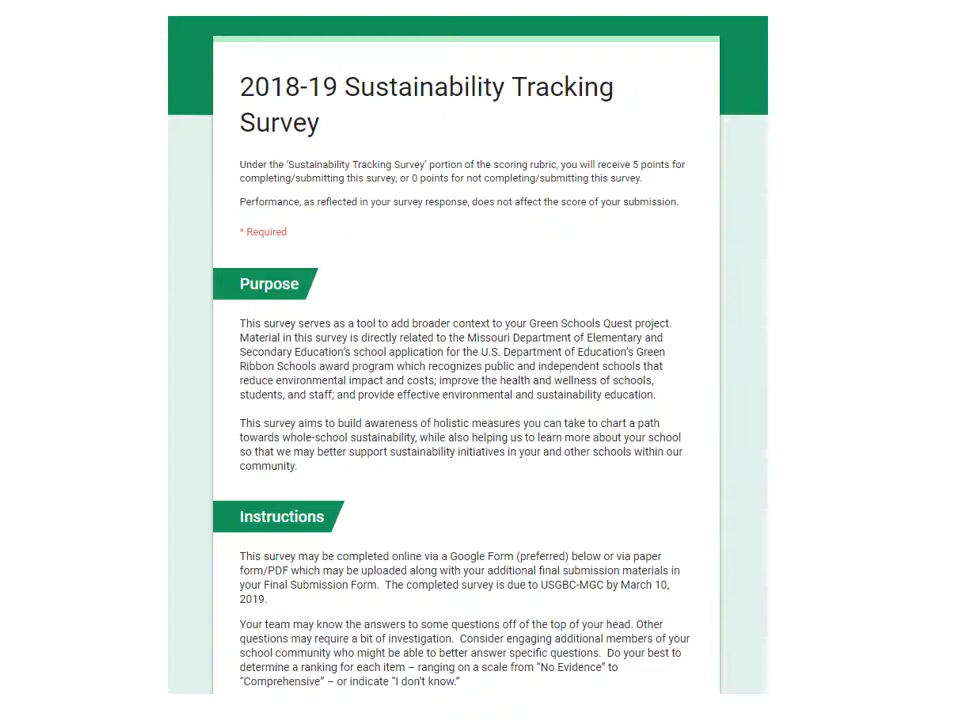 2018-19 Sustainability Tracking
Survey
Under the ‘Sustainability Tracking Survey’ portion of the scoring rubric, you will receive 5 points for
completing/submitting this survey, or 0 points for not completing/submitting this survey.
Performance, as reflected in your survey response, does not affect the score of your submission.
* Required
Purpose
This survey serves as a tool to add broader context to your Green Schools Quest project.
Material in this survey is directly related to the Missouri Department of Elementary and
Secondary Education’s school application for the U.S. Department of Education’s Green
Ribbon Schools award program which recognizes public and independent schools that
reduce environmental impact and costs; improve the health and wellness of schools,
students, and staff; and provide effective environmental and sustainability education.
This survey aims to build awareness of holistic measures you can take to chart a path
towards whole-school sustainability, while also helping us to learn more about your school
so that we may better support sustainability initiatives in your and other schools within our
community.
Instructions
This survey may be completed online via a Google Form (preferred) below or via paper
form/PDF which may be uploaded along with your additional final submission materials in
your Final Submission Form.  The completed survey is due to USGBC-MGC by March 10,
2019.
Your team may know the answers to some questions off of the top of your head. Other
questions may require a bit of investigation.  Consider engaging additional members of your
school community who might be able to better answer specific questions.  Do your best to
determine a ranking for each item – ranging on a scale from “No Evidence” to
“Comprehensive” – or indicate “I don’t know.”